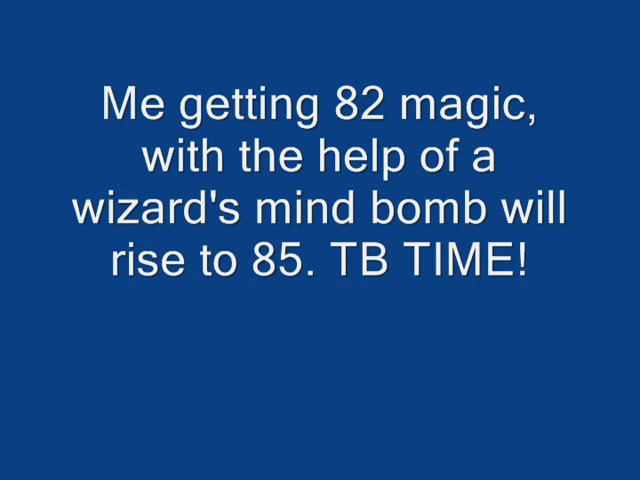 Me getting 82 magic,
with the help of a
wizard's mind bomb will
rise to 85. TB TIME!